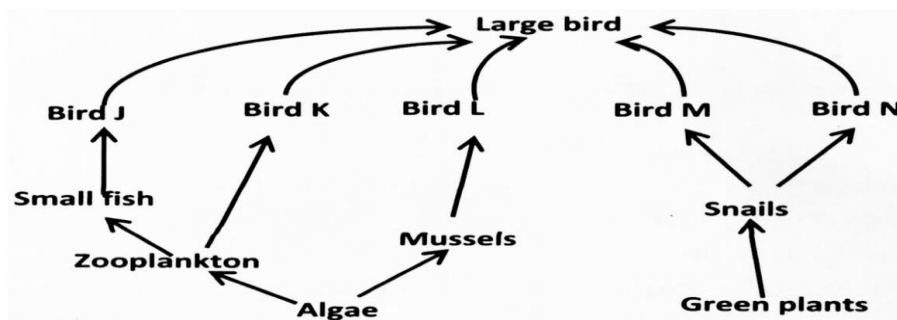 Large bird
Bird J
Bird K
Bird L
Bird M
Bird N
Small fish
Snails
Mussels
Zooplankton
Algae
Green plants